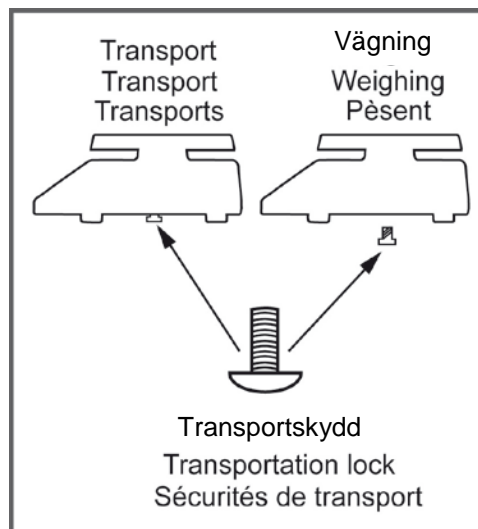 Transport
Transport
Transports
Vägning
Weighing
Pèsent
Transportskydd
Transportation lock
Sécurités de transport